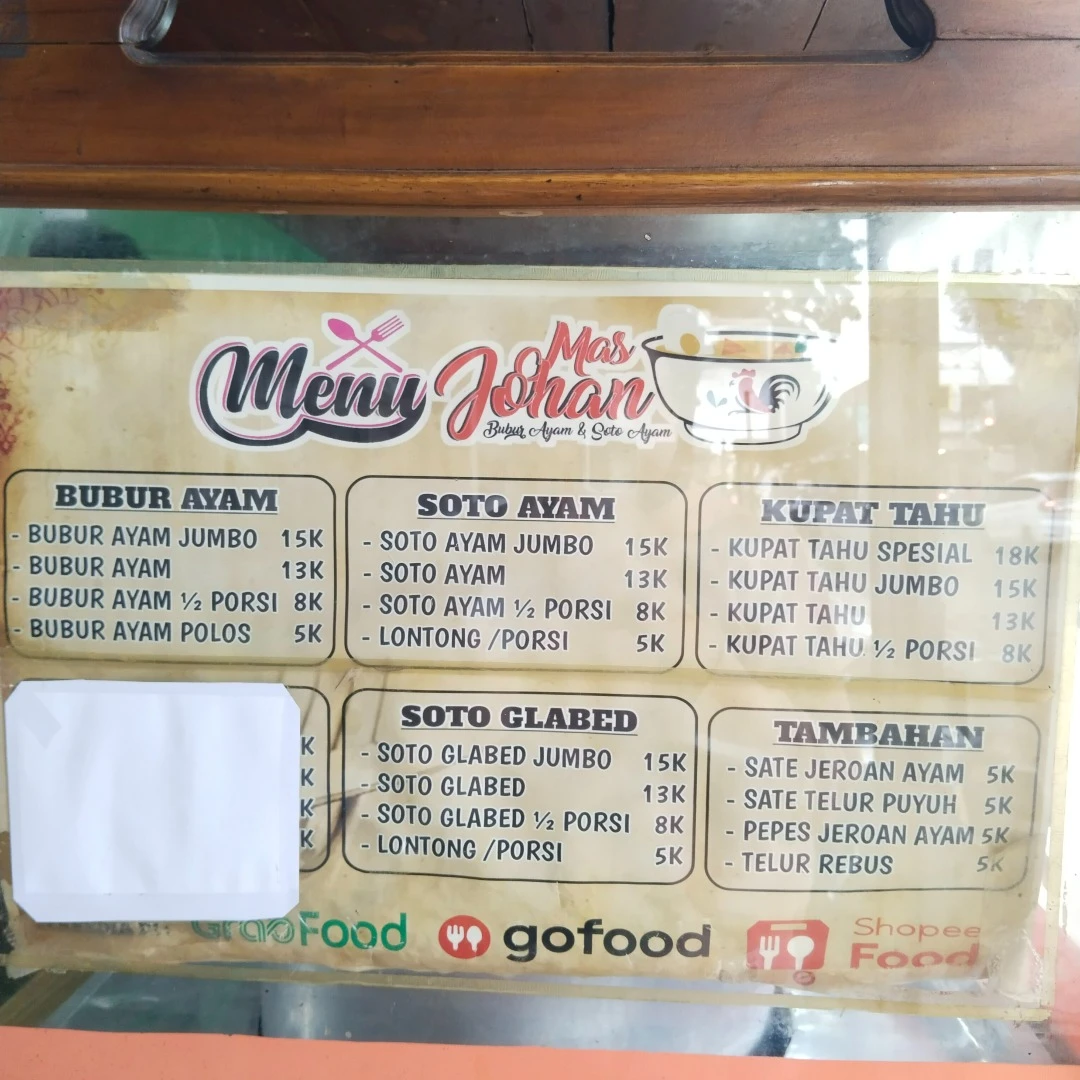 Menu Mas Johan
Bubur Ayam & Soto Ayam
BUBUR AYAM
- BUBUR AYAM JUMBO 15K
- BUBUR AYAM 13K
- BUBUR AYAM ½ PORSI 8K
- BUBUR AYAM POLOS 5K
SOTO AYAM
- SOTO AYAM JUMBO 15K
- SOTO AYAM 13K
- SOTO AYAM ½ PORSI 8K
- LONTONG /PORSI 5K
KUPAT TAHU
- KUPAT TAHU SPESIAL 18K
- KUPAT TAHU JUMBO 15K
- KUPAT TAHU 13K
- KUPAT TAHU ½ PORSI 8K
K
K
K
K
SOTO GLABED
- SOTO GLABED JUMBO 15K
- SOTO GLABED 13K
- SOTO GLABED ½ PORSI 8K
- LONTONG /PORSI 5K
TAMBAHAN
- SATE JEROAN AYAM 5K
- SATE TELUR PUYUH 5K
- PEPES JEROAN AYAM 5K
- TELUR REBUS 5K
GrabFood
gofood
Shopee
Food